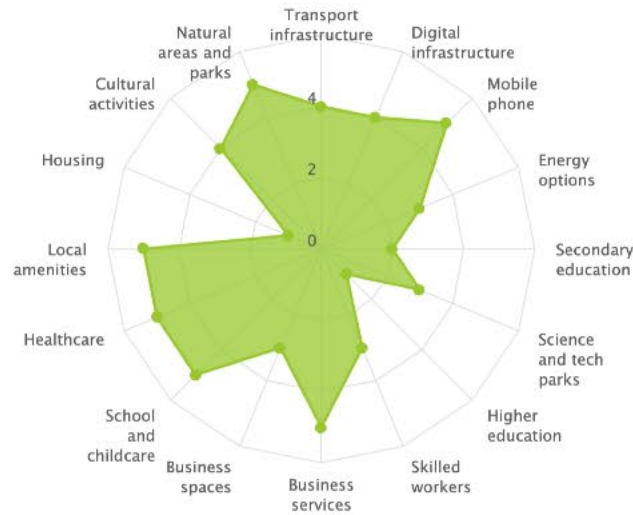 Transport
infrastructure
Digital
infrastructure
Mobile
phone
Energy
options
Secondary
education
Science
and tech
parks
Higher
education
Skilled
workers
Business
services
Business
spaces
School
and
childcare
Healthcare
Local
amenities
Housing
Cultural
activities
Natural
areas and
parks
4
2
0